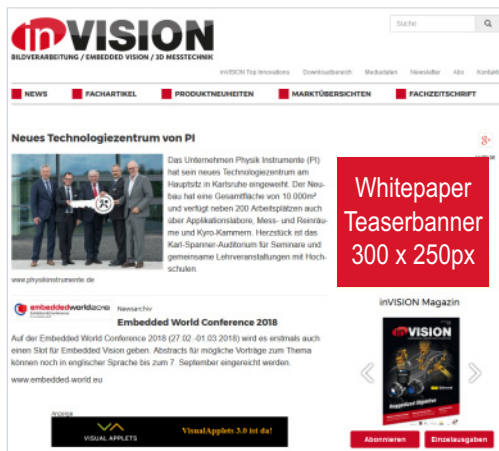 inVISION
BILDVERARBEITUNG / EMBEDDED VISION / 3D MESSTECHNIK
Suche
inVISION Top Innovations Downloadbereich Mediadaten Newsletter Abo Kontakt
NEWS FACHARTIKEL PRODUKTNEUHEITEN MARKTÜBERSICHTEN FACHZEITSCHRIFT
Neues Technologiezentrum von PI
Das Unternehmen Physik Instrumente (PI)
hat sein neues Technologiezentrum am
Hauptsitz in Karlsruhe eingeweiht. Der Neu-
bau hat eine Gesamtfläche von 10.000m²
und verfügt neben 200 Arbeitsplätzen auch
über Applikationslabore, Mess- und Reinräu-
me und Kyro-Kammern. Herzstück ist das
Karl-Spanner-Auditorium für Seminare und
gemeinsame Lehrveranstaltungen mit Hoch-
schulen.
www.physikinstrumente.de
g+
Whitepaper
Teaserbanner
300 x 250px
embeddedworld2018 Newsarchiv
Embedded World Conference 2018
Auf der Embedded World Conference 2018 (27.02.-01.03.2018) wird es erstmals auch
einen Slot für Embedded Vision geben. Abstracts für mögliche Vorträge zum Thema
können noch in englischer Sprache bis zum 7. September eingereicht werden.
www.embedded-world.eu
inVISION Magazin
inVISION
Anzeige
VISUAL APPLETS
VisualApplets 3.0 ist da!
Abonnieren Einzelausgaben